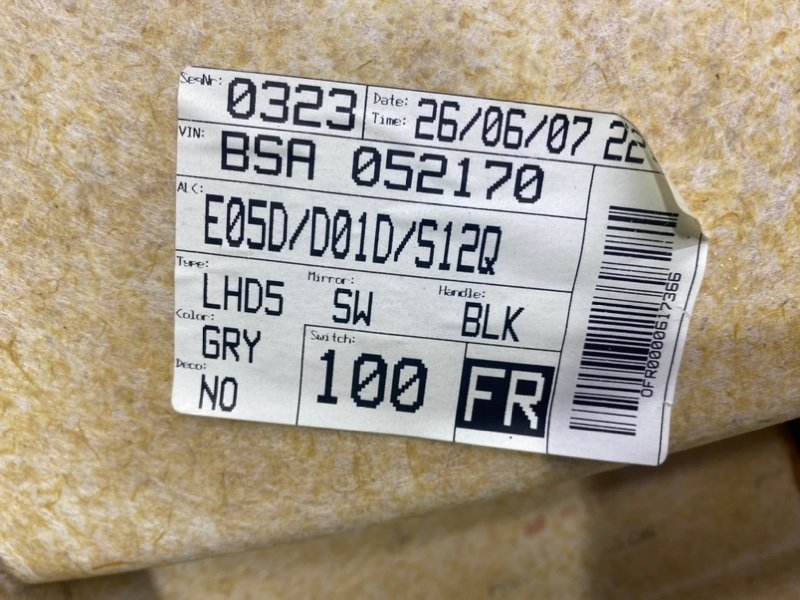 SeqNr: 0323 Date: Time: 26/06/07 22
VIN: BSA 052170
ALC: E05D/D01D/S12Q
Type: LHD5 Mirror: SW Handle: BLK
Color: GRY Switch: 100 FR
Deco: NO
OFR0000617366